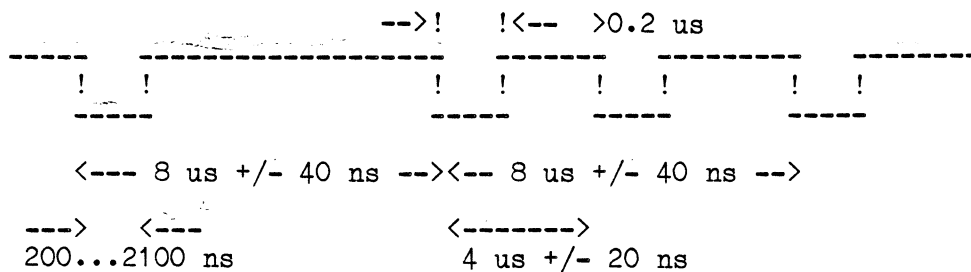 -->!   !<--  >0.2 us
-----   ----------------------   -------   ---------   --------
!   !                  !   !     !   !       !   !
-----                  -----     -----       -----
<--- 8 us +/- 40 ns --><-- 8 us +/- 40 ns -->
--->   <---               <------->
200...2100 ns             4 us +/- 20 ns